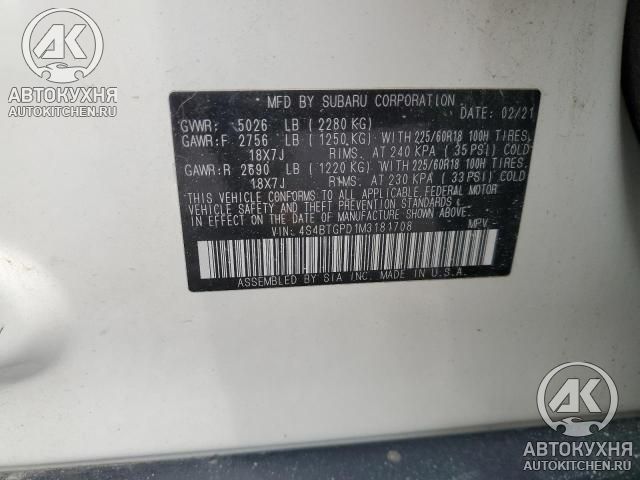 АК
АВТОКУХНЯ
AUTOKITCHEN.RU
MFD BY SUBARU CORPORATION
DATE: 02/21
GVWR: 5026 LB ( 2280 KG)
GAWR:F 2756 LB ( 1250 KG) WITH 225/60R18 100H TIRES,
18X7J RIMS. AT 240 KPA ( 35 PSI) COLD
GAWR:R 2690 LB ( 1220 KG) WITH 225/60R18 100H TIRES,
18X7J RIMS. AT 230 KPA ( 33 PSI) COLD
THIS VEHICLE CONFORMS TO ALL APPLICABLE FEDERAL MOTOR
VEHICLE SAFETY AND THEFT PREVENTION STANDARDS IN
EFFECT ON THE DATE OF MANUFACTURE SHOWN ABOVE.
VIN: 4S4BTGPD1M3181708 MPV
ASSEMBLED BY SIA INC. MADE IN U.S.A.
АК
АВТОКУХНЯ
AUTOKITCHEN.RU